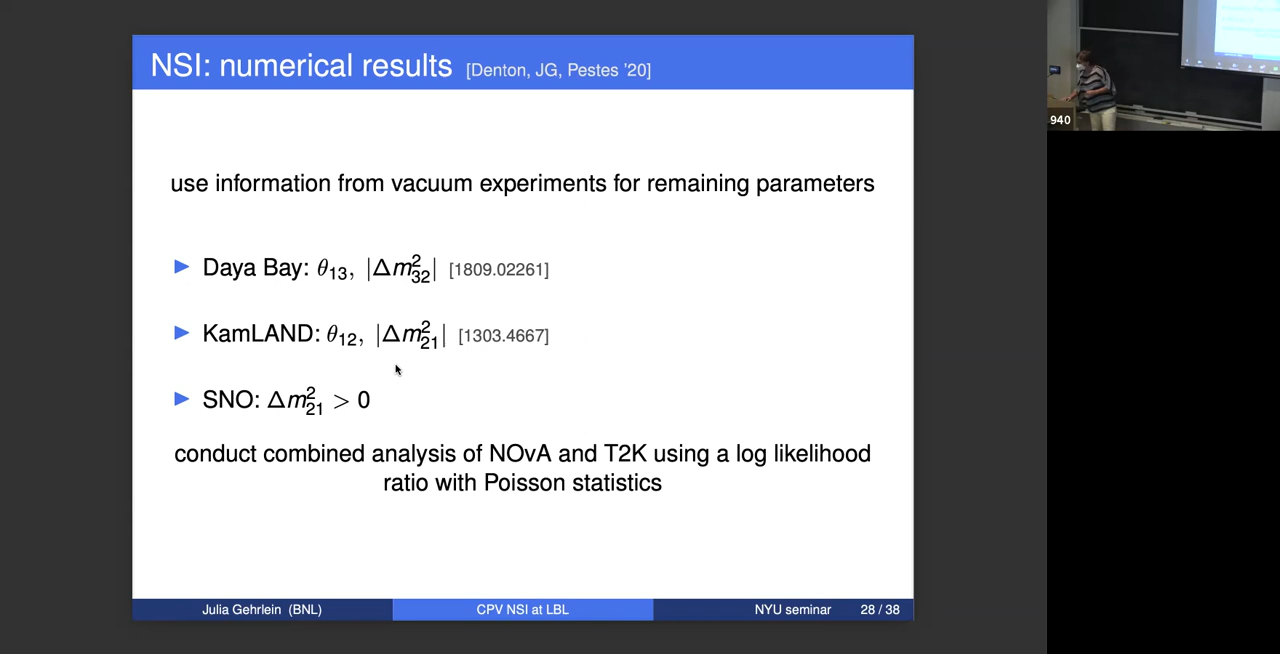 NSI: numerical results [Denton, JG, Pestes '20]
use information from vacuum experiments for remaining parameters
▶ Daya Bay: θ₁₃, |Δm²₃₂| [1809.02261]
▶ KamLAND: θ₁₂, |Δm²₂₁| [1303.4667]
▶ SNO: Δm²₂₁ > 0
conduct combined analysis of NOvA and T2K using a log likelihood
ratio with Poisson statistics
Julia Gehrlein (BNL) CPV NSI at LBL NYU seminar 28 / 38
940